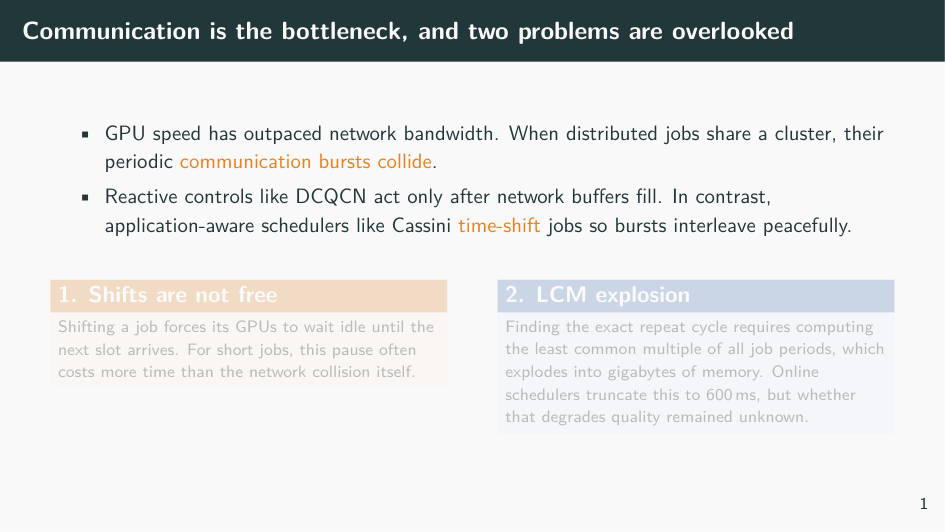 Communication is the bottleneck, and two problems are overlooked
▪ GPU speed has outpaced network bandwidth. When distributed jobs share a cluster, their
periodic communication bursts collide.
▪ Reactive controls like DCQCN act only after network buffers fill. In contrast,
application-aware schedulers like Cassini time-shift jobs so bursts interleave peacefully.
1. Shifts are not free
Shifting a job forces its GPUs to wait idle until the
next slot arrives. For short jobs, this pause often
costs more time than the network collision itself.
2. LCM explosion
Finding the exact repeat cycle requires computing
the least common multiple of all job periods, which
explodes into gigabytes of memory. Online
schedulers truncate this to 600 ms, but whether
that degrades quality remained unknown.
1